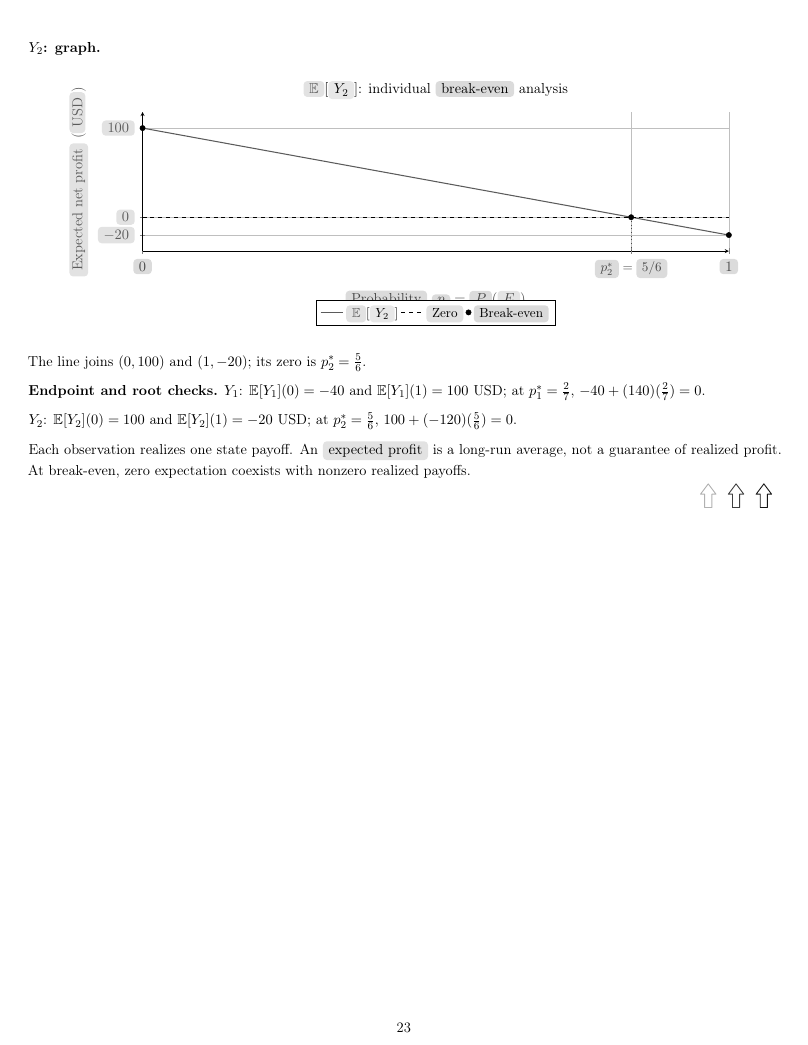 Y₂: graph.
𝔼[Y₂]: individual break-even analysis
Expected net profit (USD)
100
0
−20
0
p₂* = 5/6
1
Probability p = P(E)
𝔼[Y₂] Zero Break-even
The line joins (0, 100) and (1, −20); its zero is p₂* = 5/6.
Endpoint and root checks. Y₁: 𝔼[Y₁](0) = −40 and 𝔼[Y₁](1) = 100 USD; at p₁* = 2/7, −40 + (140)(2/7) = 0.
Y₂: 𝔼[Y₂](0) = 100 and 𝔼[Y₂](1) = −20 USD; at p₂* = 5/6, 100 + (−120)(5/6) = 0.
Each observation realizes one state payoff. An expected profit is a long-run average, not a guarantee of realized profit.
At break-even, zero expectation coexists with nonzero realized payoffs.
23